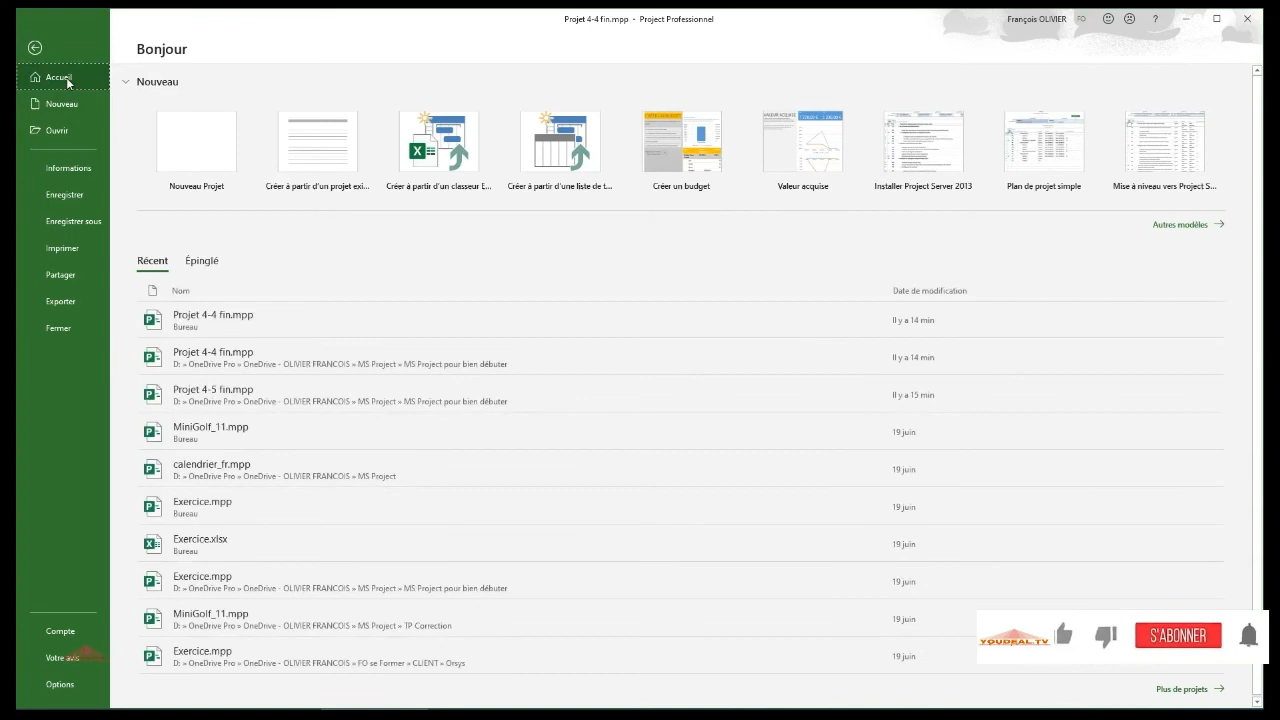 Projet 4-4 fin.mpp - Project Professionnel
François OLIVIER
FO
?
Accueil
Nouveau
Ouvrir
Informations
Enregistrer
Enregistrer sous
Imprimer
Partager
Exporter
Fermer
Compte
Votre avis
Options
Bonjour
Nouveau
Nouveau Projet
Créer à partir d'un projet exi...
Créer à partir d'un classeur E...
Créer à partir d'une liste de t...
Créer un budget
Valeur acquise
Installer Project Server 2013
Plan de projet simple
Mise à niveau vers Project S...
Autres modèles
Récent Épinglé
Nom Date de modification
Projet 4-4 fin.mpp
Bureau
Il y a 14 min
Projet 4-4 fin.mpp
D: » OneDrive Pro » OneDrive - OLIVIER FRANCOIS » MS Project » MS Project pour bien débuter
Il y a 14 min
Projet 4-5 fin.mpp
D: » OneDrive Pro » OneDrive - OLIVIER FRANCOIS » MS Project » MS Project pour bien débuter
Il y a 15 min
MiniGolf_11.mpp
Bureau
19 juin
calendrier_fr.mpp
D: » OneDrive Pro » OneDrive - OLIVIER FRANCOIS » MS Project
19 juin
Exercice.mpp
Bureau
19 juin
Exercice.xlsx
Bureau
19 juin
Exercice.mpp
D: » OneDrive Pro » OneDrive - OLIVIER FRANCOIS » MS Project » MS Project pour bien débuter
19 juin
MiniGolf_11.mpp
D: » OneDrive Pro » OneDrive - OLIVIER FRANCOIS » MS Project » TP Correction
Exercice.mpp
D: » OneDrive Pro » OneDrive - OLIVIER FRANCOIS » FO se Former » CLIENT » Orsys
YOUDEAL.TV
S'ABONNER
Plus de projets